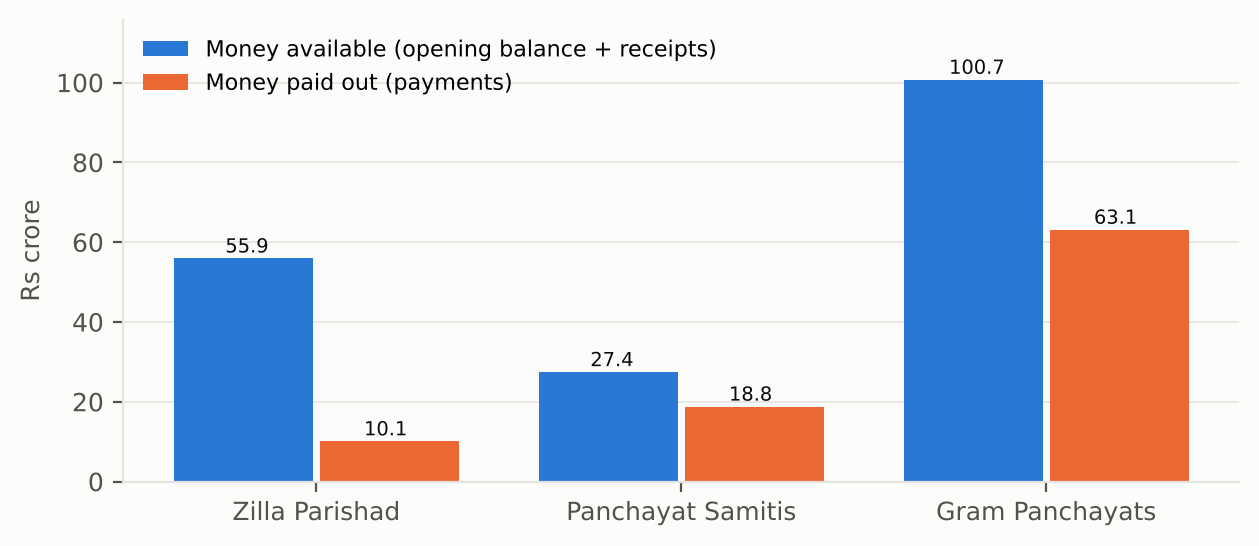 Money available (opening balance + receipts)
Money paid out (payments)
Rs crore
100
80
60
40
20
0
55.9
10.1
27.4
18.8
100.7
63.1
Zilla Parishad
Panchayat Samitis
Gram Panchayats